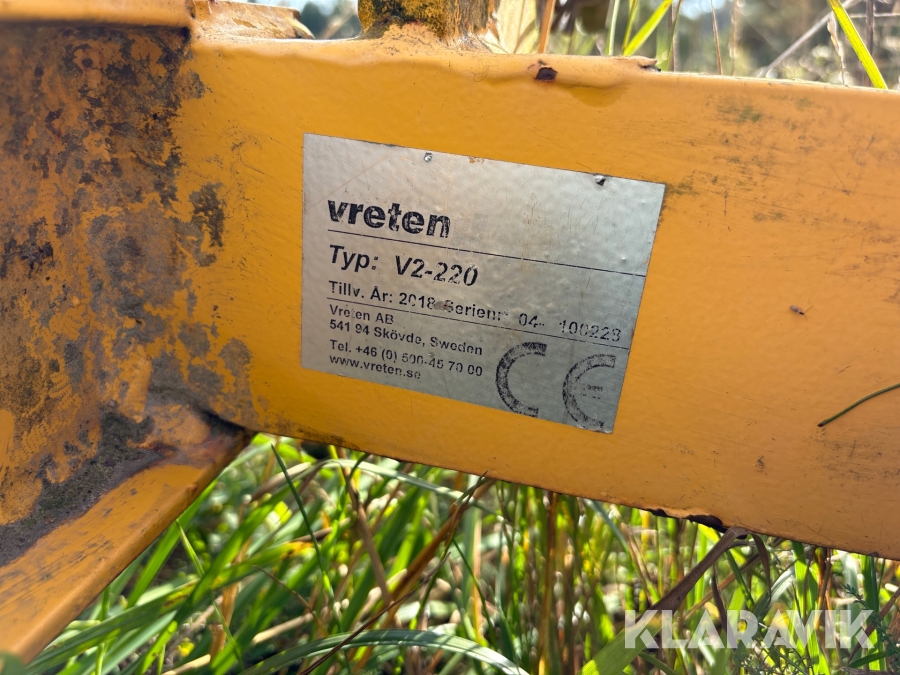 vreten
Typ: V2-220
Tillv. År: 2018 Serienr 04- 100223
Vreten AB
541 94 Skövde, Sweden
Tel. +46 (0) 500-45 70 00
www.vreten.se
CE
KLARAVIK